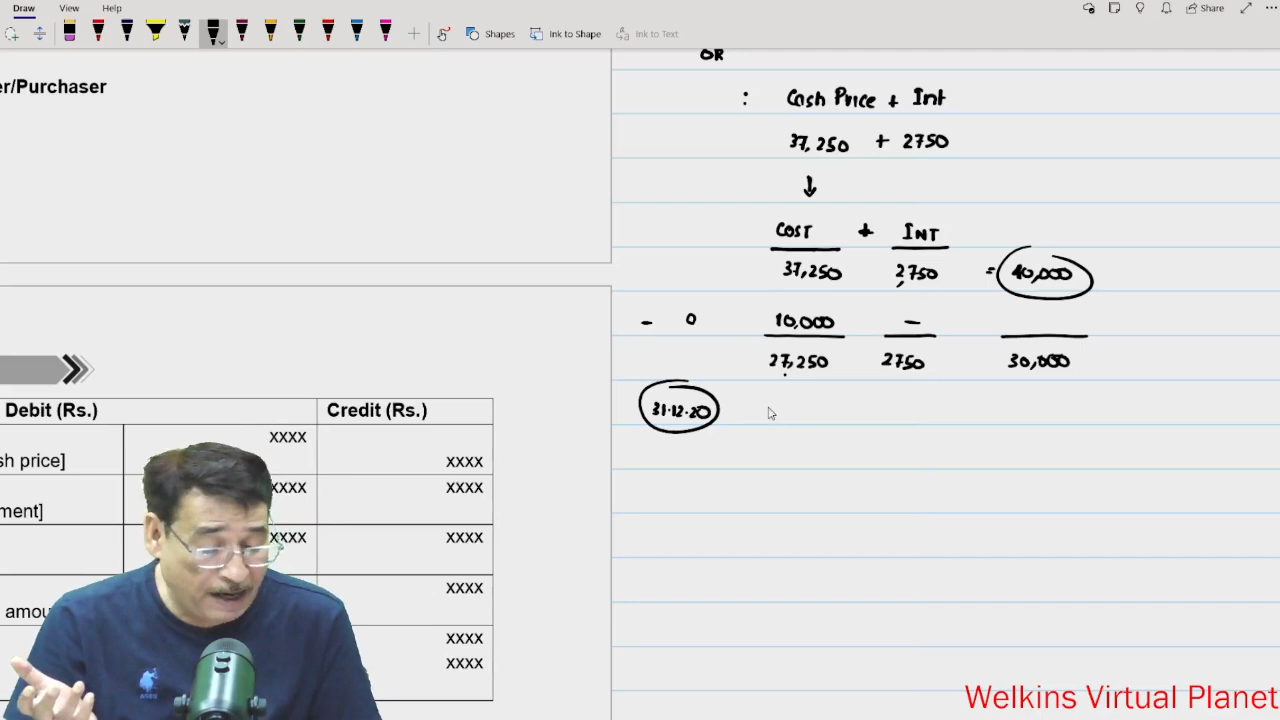 Draw View Help
Share
Shapes Ink to Shape Ink to Text
er/Purchaser
Debit (Rs.) Credit (Rs.)
xxxx
sh price] xxxx
xxxx xxxx
ment]
xxxx xxxx
xxxx
amou
xxxx
xxxx
OR
: Cash Price + Int
37,250 + 2750
↓
COST + INT
37,250 2,750 = 40,000
- 0 10,000 –
27,250 2750 30,000
31.12.20
Welkins Virtual Planet